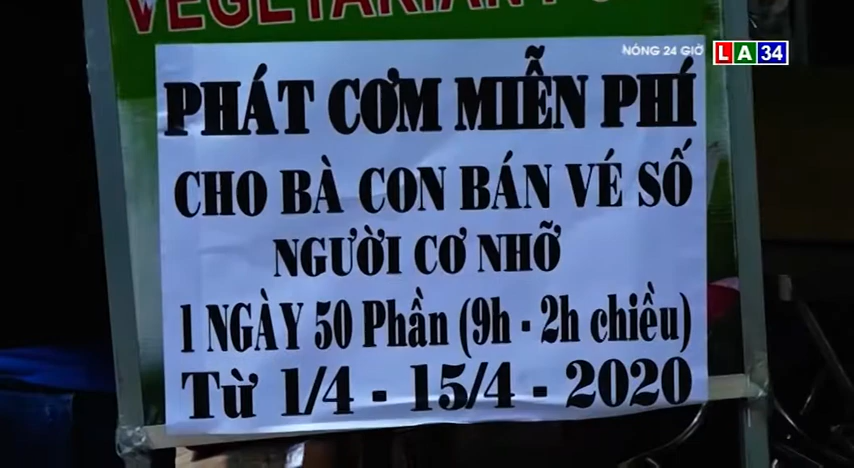 VEGETARIAN
NÓNG 24 GIỜ
LA34
PHÁT CƠM MIỄN PHÍ
CHO BÀ CON BÁN VÉ SỐ
NGƯỜI CƠ NHỠ
1 NGÀY 50 Phần (9h - 2h chiều)
Từ 1/4 - 15/4 - 2020